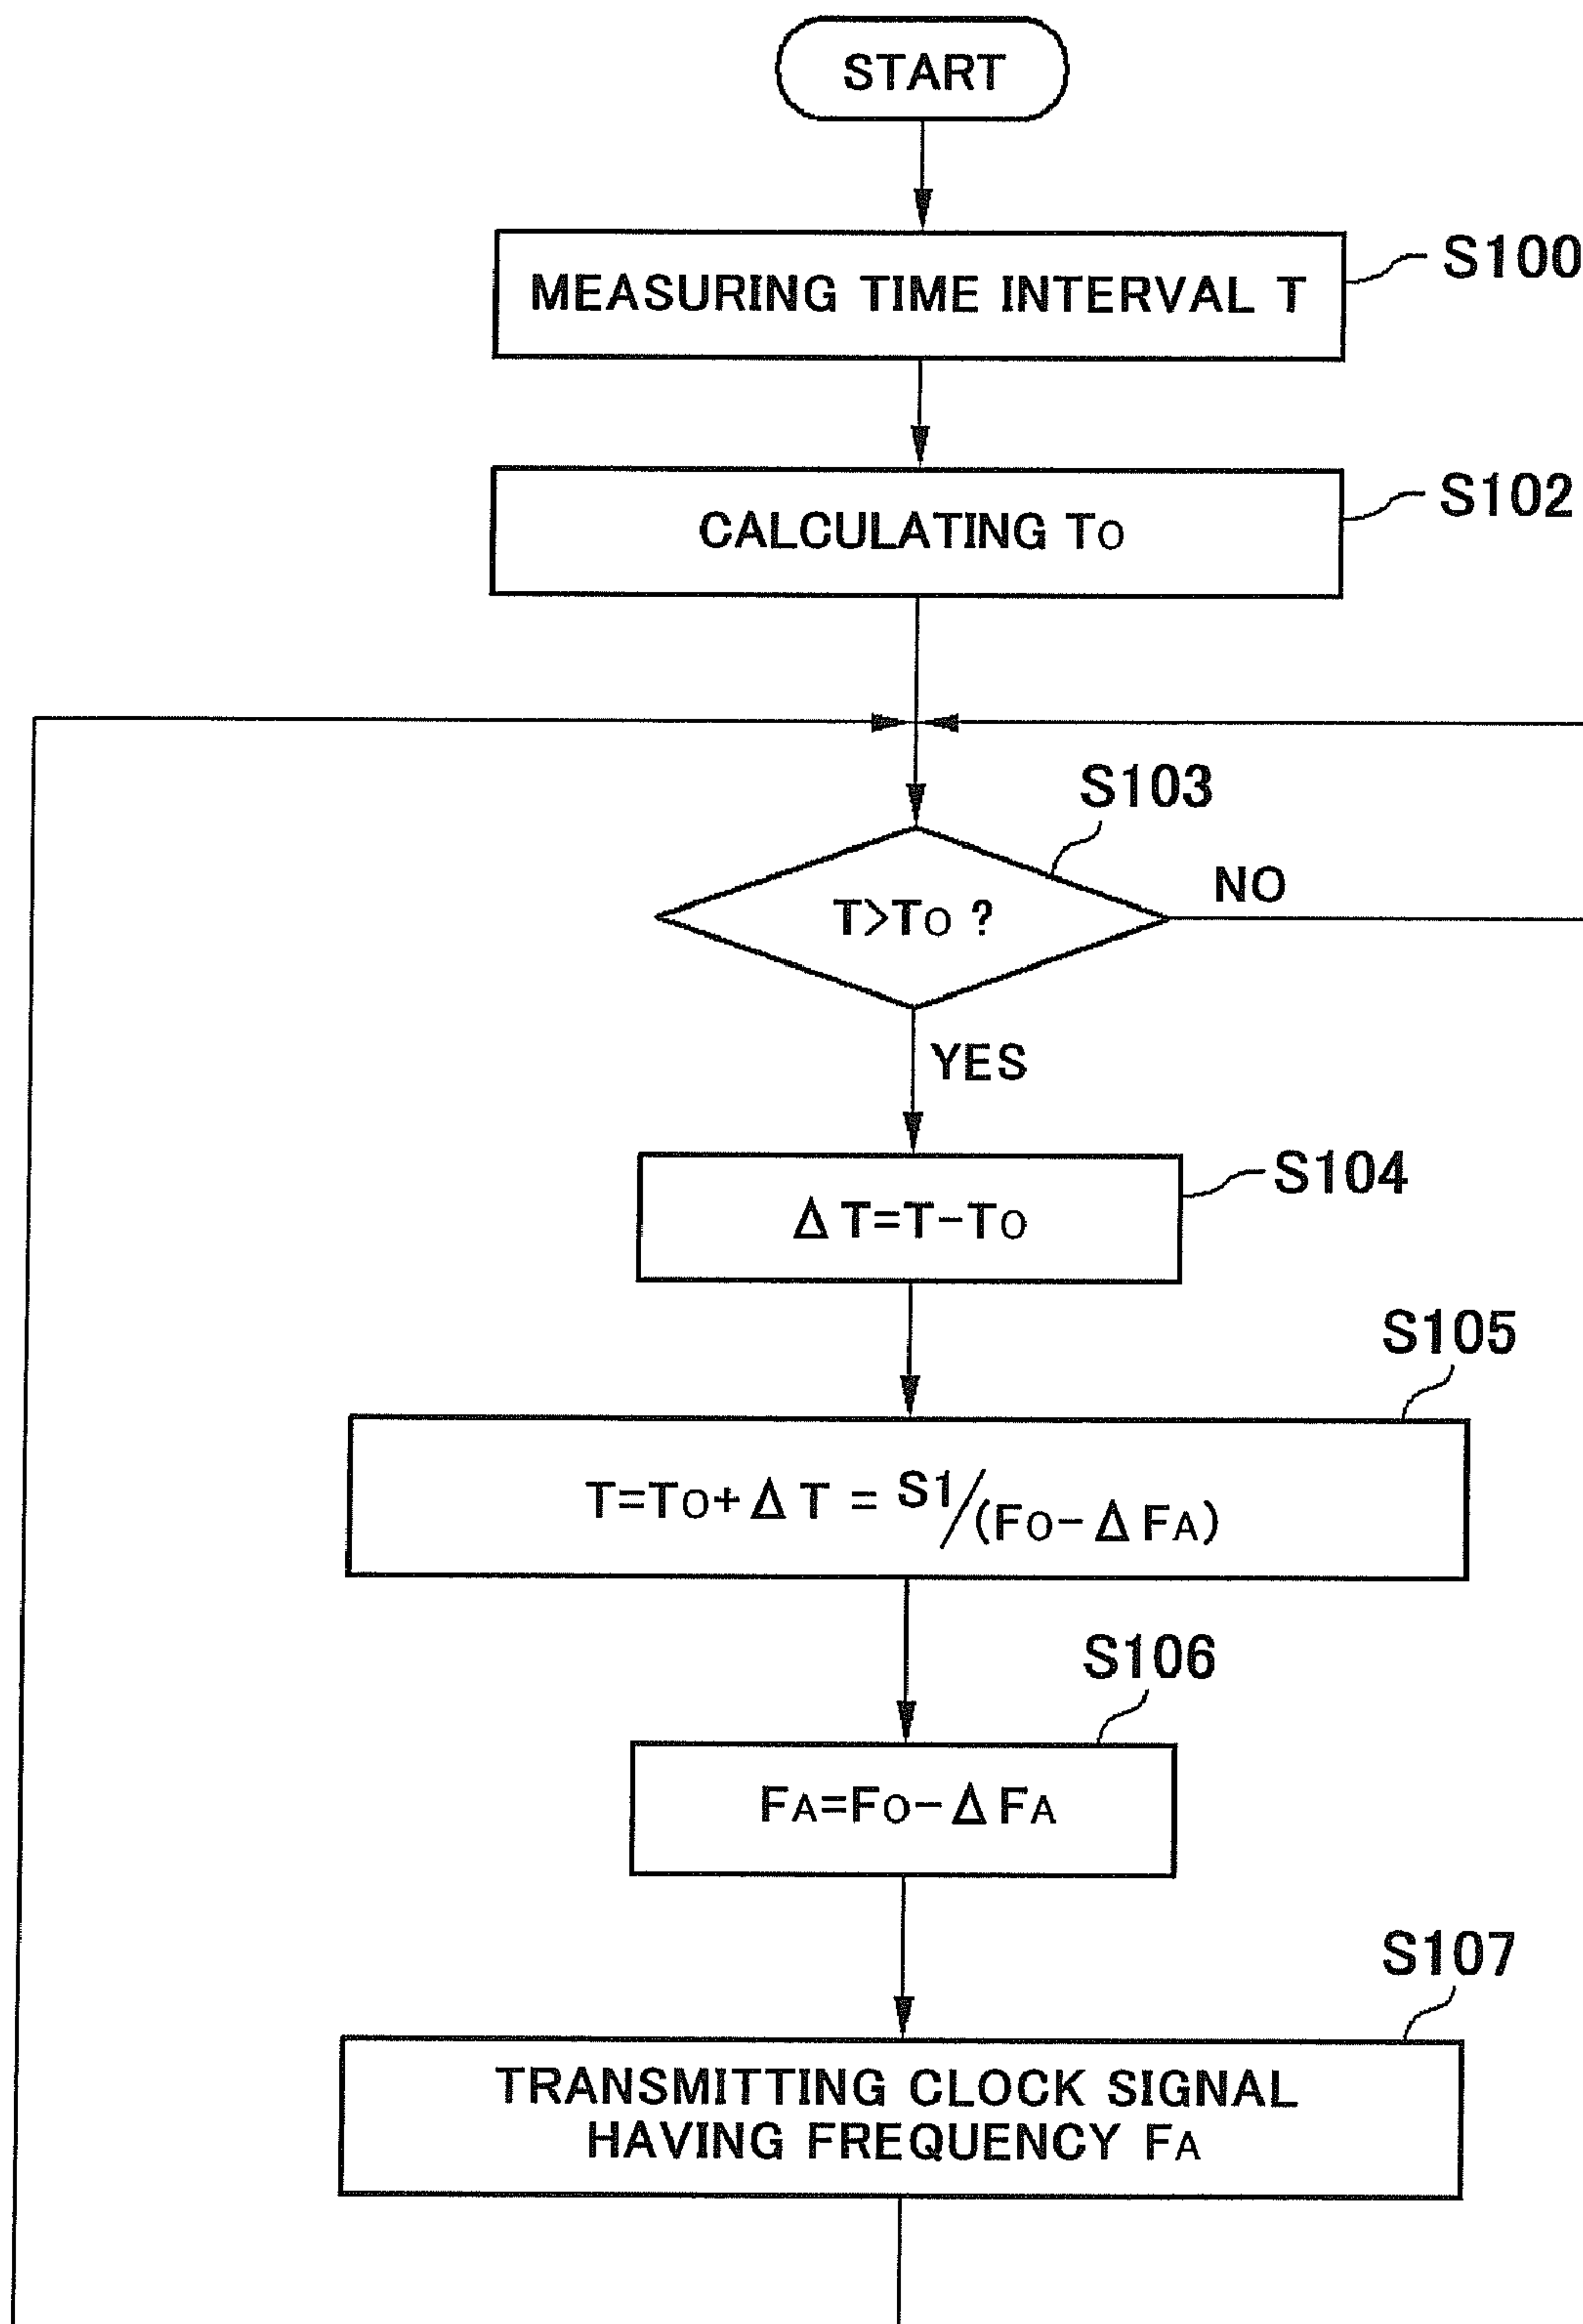 START
MEASURING TIME INTERVAL T
S100
CALCULATING TO
S102
S103
T>TO ?
NO
YES
ΔT=T-TO
S104
S105
T=TO+ΔT = S1/(FO-ΔFA)
S106
FA=FO-ΔFA
S107
TRANSMITTING CLOCK SIGNAL
HAVING FREQUENCY FA